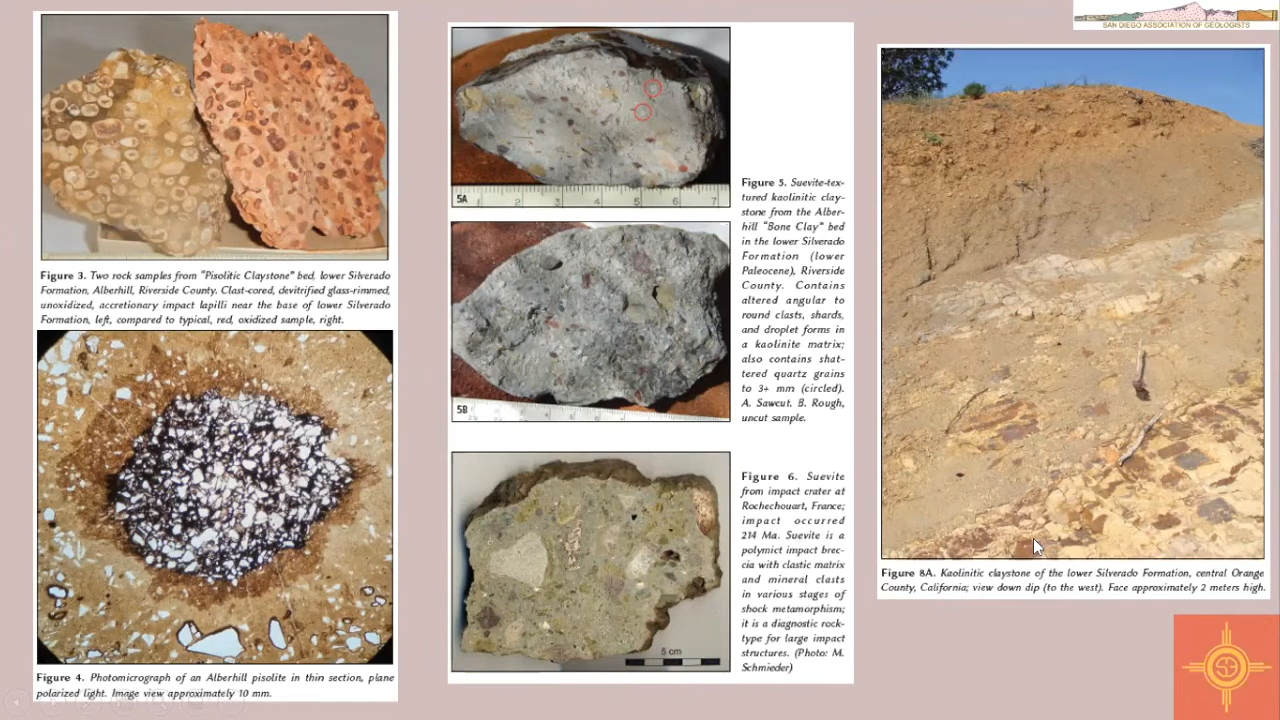 SAN DIEGO ASSOCIATION OF GEOLOGISTS
Figure 3. Two rock samples from "Pisolitic Claystone" bed, lower Silverado
Formation, Alberhill, Riverside County. Clast-cored, devitrified glass-rimmed,
unoxidized, accretionary impact lapilli near the base of lower Silverado
Formation, left, compared to typical, red, oxidized sample, right.
Figure 4. Photomicrograph of an Alberhill pisolite in thin section, plane
polarized light. Image view approximately 10 mm.
5A
1 2 3 4 5 6 7
5B
Figure 5. Suevite-tex-
tured kaolinitic clay-
stone from the Alber-
hill "Bone Clay" bed
in the lower Silverado
Formation (lower
Paleocene), Riverside
County. Contains
altered angular to
round clasts, shards,
and droplet forms in
a kaolinite matrix;
also contains shat-
tered quartz grains
to 3+ mm (circled).
A. Sawcut. B. Rough,
uncut sample.
5 cm
Figure 6. Suevite
from impact crater at
Rochechouart, France;
impact occurred
214 Ma. Suevite is a
polymict impact brec-
cia with clastic matrix
and mineral clasts
in various stages of
shock metamorphism;
it is a diagnostic rock-
type for large impact
structures. (Photo: M.
Schmieder)
Figure 8A. Kaolinitic claystone of the lower Silverado Formation, central Orange
County, California; view down dip (to the west). Face approximately 2 meters high.